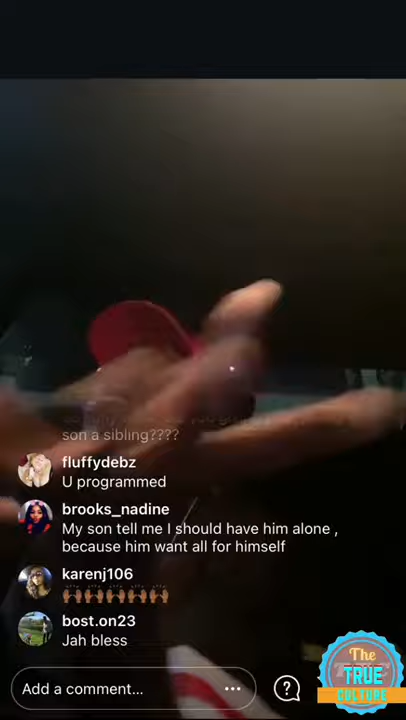 son a sibling????
fluffydebz
U programmed
brooks_nadine
My son tell me I should have him alone ,
because him want all for himself
karenj106
bost.on23
Jah bless
Add a comment...
The
TRUE
CULTURE